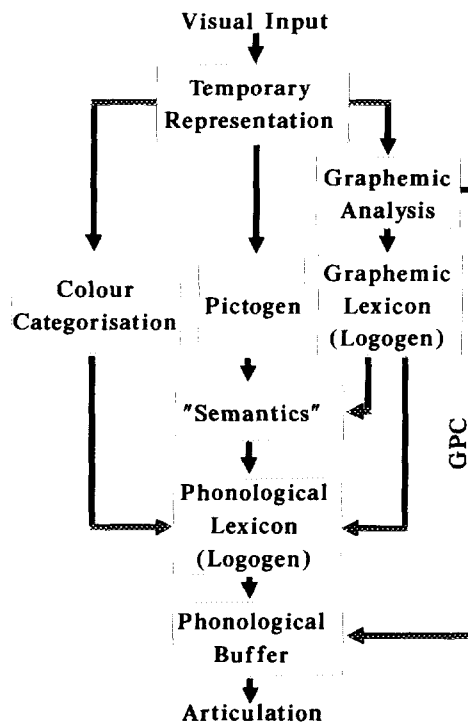 Visual Input
Temporary
Representation
Graphemic
Analysis
Colour
Categorisation
Pictogen
Graphemic
Lexicon
(Logogen)
"Semantics"
GPC
Phonological
Lexicon
(Logogen)
Phonological
Buffer
Articulation